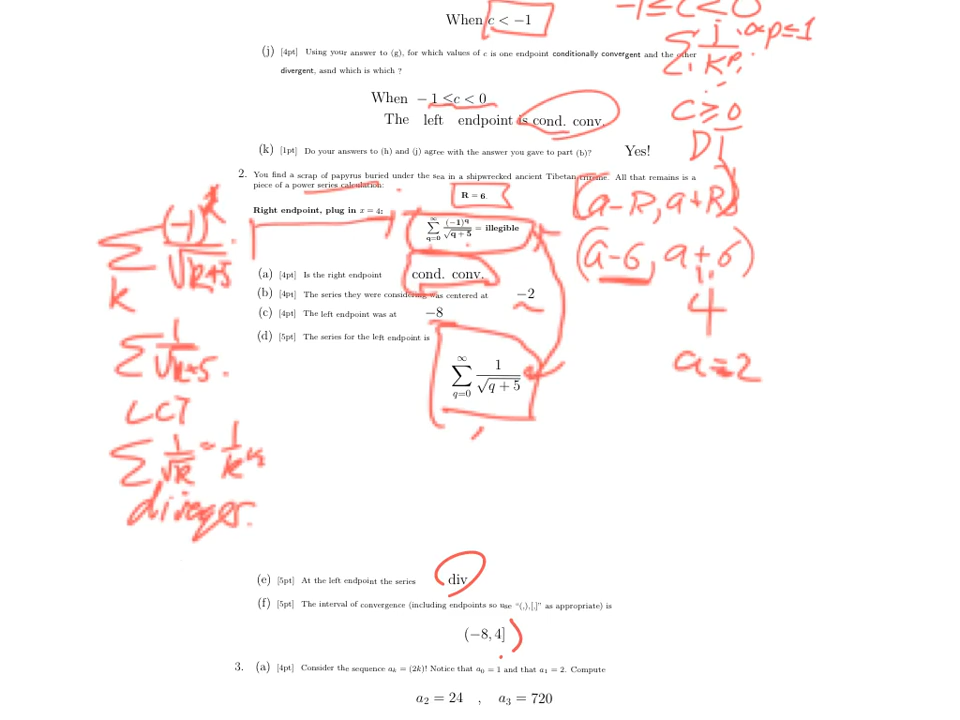 When c < −1
-1 ≤ c < 0
(j) [4pt] Using your answer to (g), for which values of c is one endpoint conditionally convergent and the other
divergent, asnd which is which ?
When − 1 ≤ c < 0
The left endpoint is cond. conv.
(k) [1pt] Do your answers to (h) and (j) agree with the answer you gave to part (b)? Yes!
∑ 1/K^P, 0<p≤1
C ≥ 0
2. You find a scrap of papyrus buried under the sea in a shipwrecked ancient Tibetan trireme. All that remains is a
piece of a power series calculation:
R = 6
Right endpoint, plug in x = 4:
∑_{q=0}^{∞} (−1)^q/√(q + 5) = illegible
(a) [4pt] Is the right endpoint cond. conv.
(b) [4pt] The series they were considering was centered at −2
(c) [4pt] The left endpoint was at −8
(d) [5pt] The series for the left endpoint is
∑_{q=0}^{∞} 1/√(q + 5)
(a-R, a+R)
(a-6, a+6)
4
a=2
∑_k (-1)^k/√(k+5)
∑ 1/√(k+5).
LCT
∑ 1/√k = 1/k^½
(e) [5pt] At the left endpoint the series div
(f) [5pt] The interval of convergence (including endpoints so use "(,),[,]" as appropriate) is
(−8, 4]
3. (a) [4pt] Consider the sequence a_k = (2k)! Notice that a_0 = 1 and that a_1 = 2. Compute
a_2 = 24 , a_3 = 720